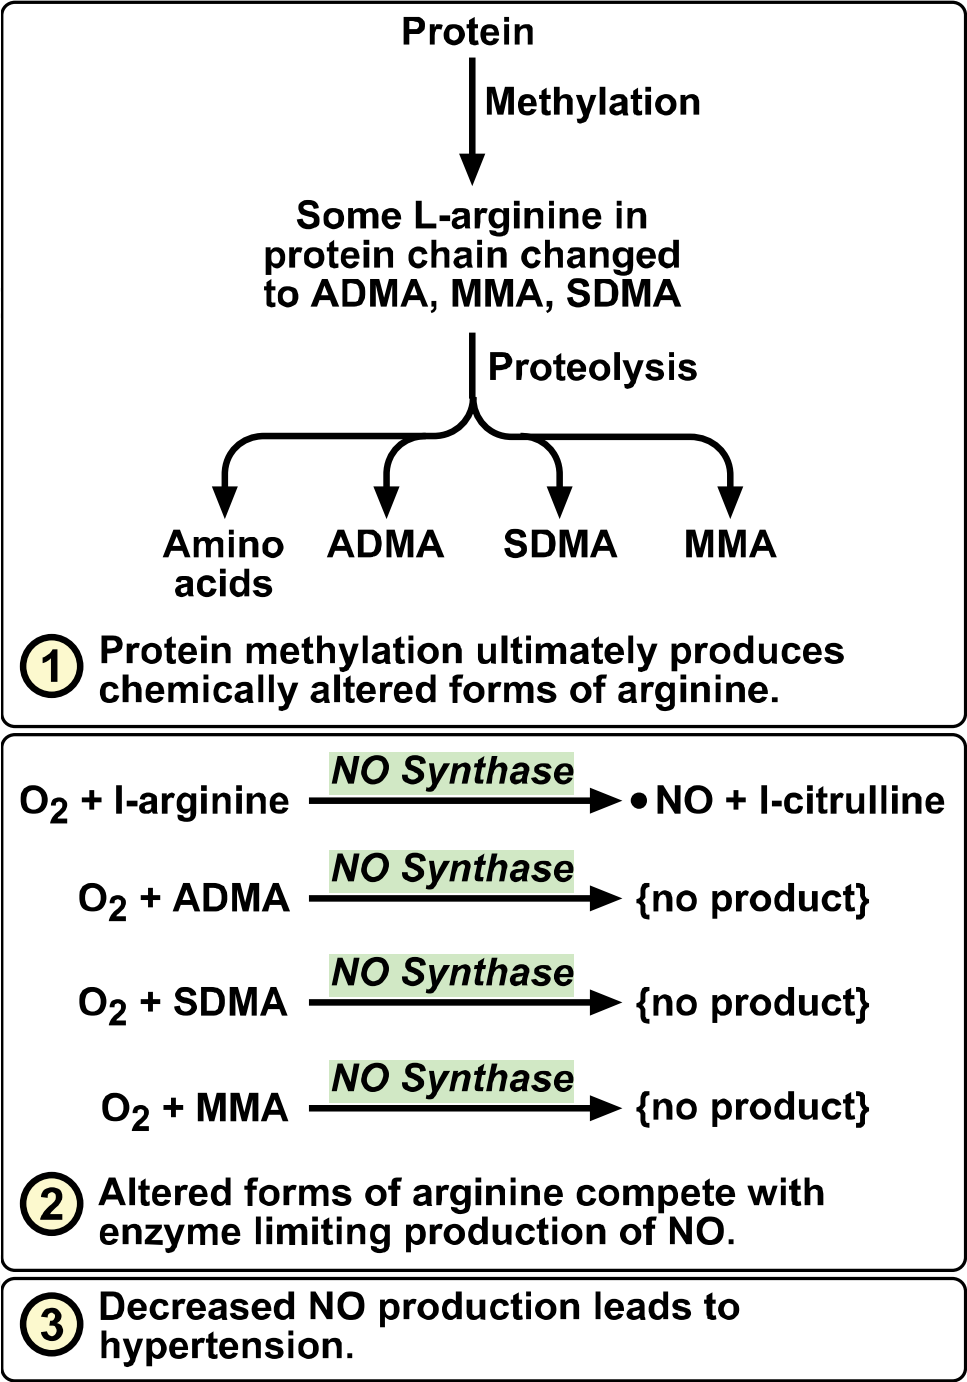 Protein
Methylation
Some L-arginine in
protein chain changed
to ADMA, MMA, SDMA
Proteolysis
Amino
acids
ADMA
SDMA
MMA
1
Protein methylation ultimately produces
chemically altered forms of arginine.
O2 + l-arginine NO Synthase • NO + l-citrulline
O2 + ADMA NO Synthase {no product}
O2 + SDMA NO Synthase {no product}
O2 + MMA NO Synthase {no product}
2
Altered forms of arginine compete with
enzyme limiting production of NO.
3
Decreased NO production leads to
hypertension.